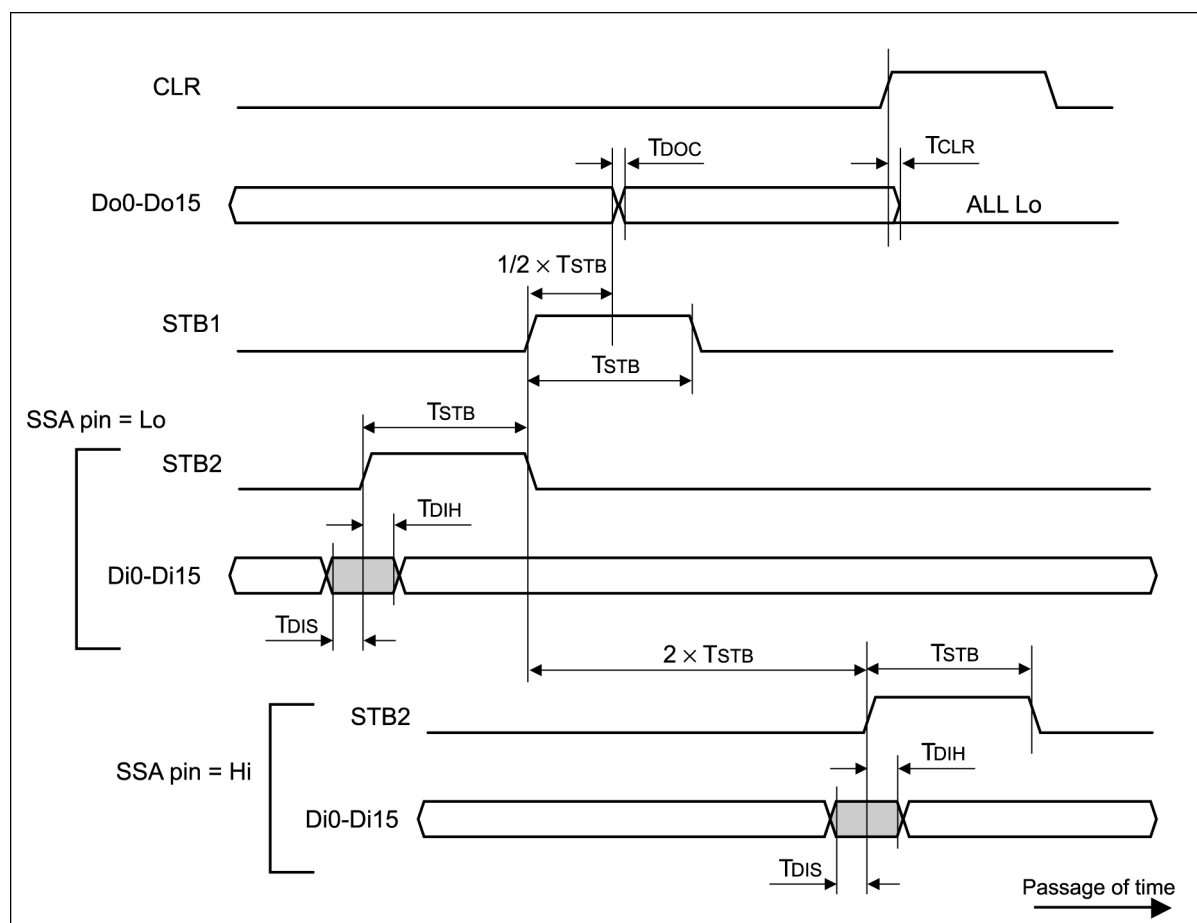 CLR
TDOC
TCLR
Do0-Do15
ALL Lo
1/2 × TSTB
STB1
TSTB
SSA pin = Lo
TSTB
STB2
TDIH
Di0-Di15
TDIS
2 × TSTB
TSTB
STB2
SSA pin = Hi
TDIH
Di0-Di15
TDIS
Passage of time